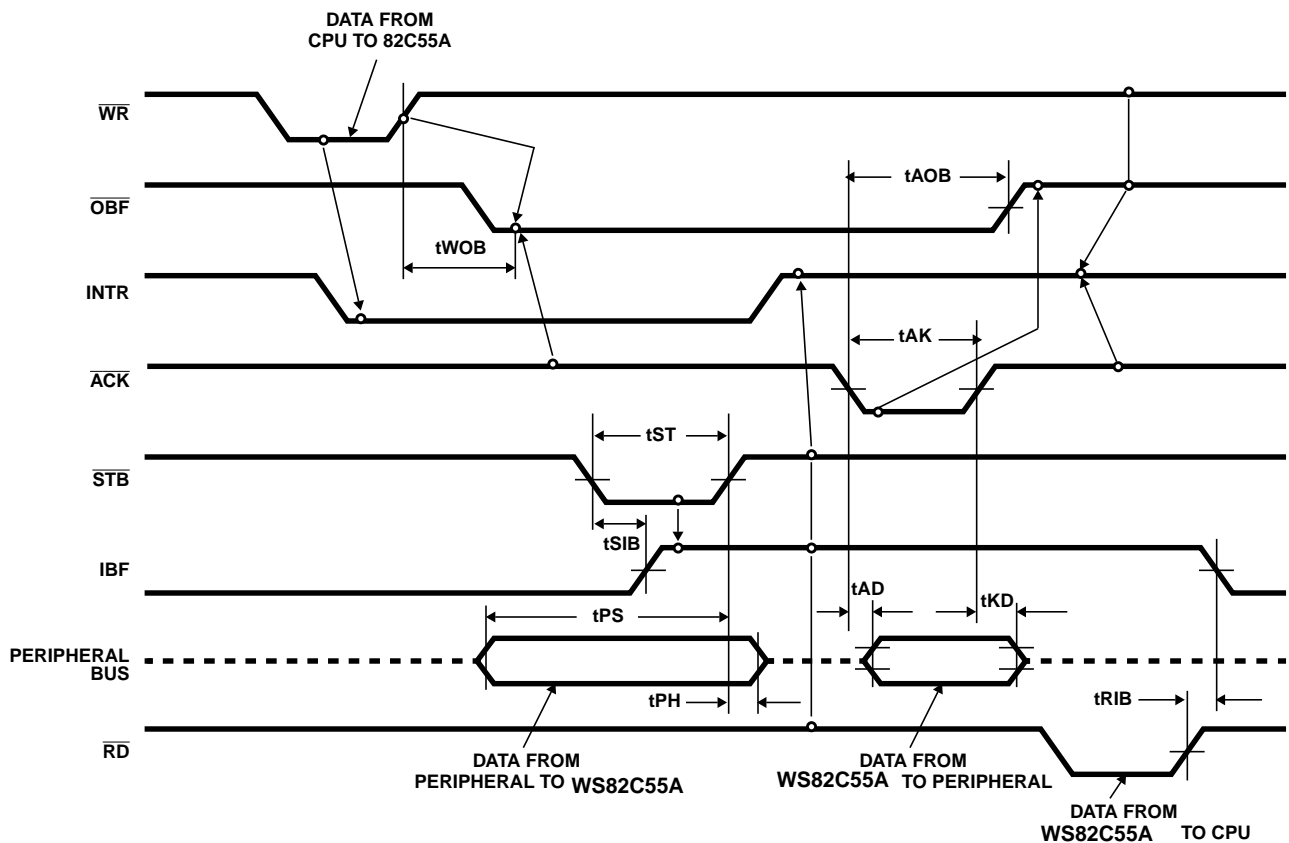 DATA FROM
CPU TO 82C55A
WR
OBF
tAOB
tWOB
INTR
tAK
ACK
tST
STB
tSIB
IBF
tAD
tKD
tPS
PERIPHERAL
BUS
tPH
tRIB
RD
DATA FROM
PERIPHERAL TO WS82C55A
DATA FROM
WS82C55A TO PERIPHERAL
DATA FROM
WS82C55A TO CPU